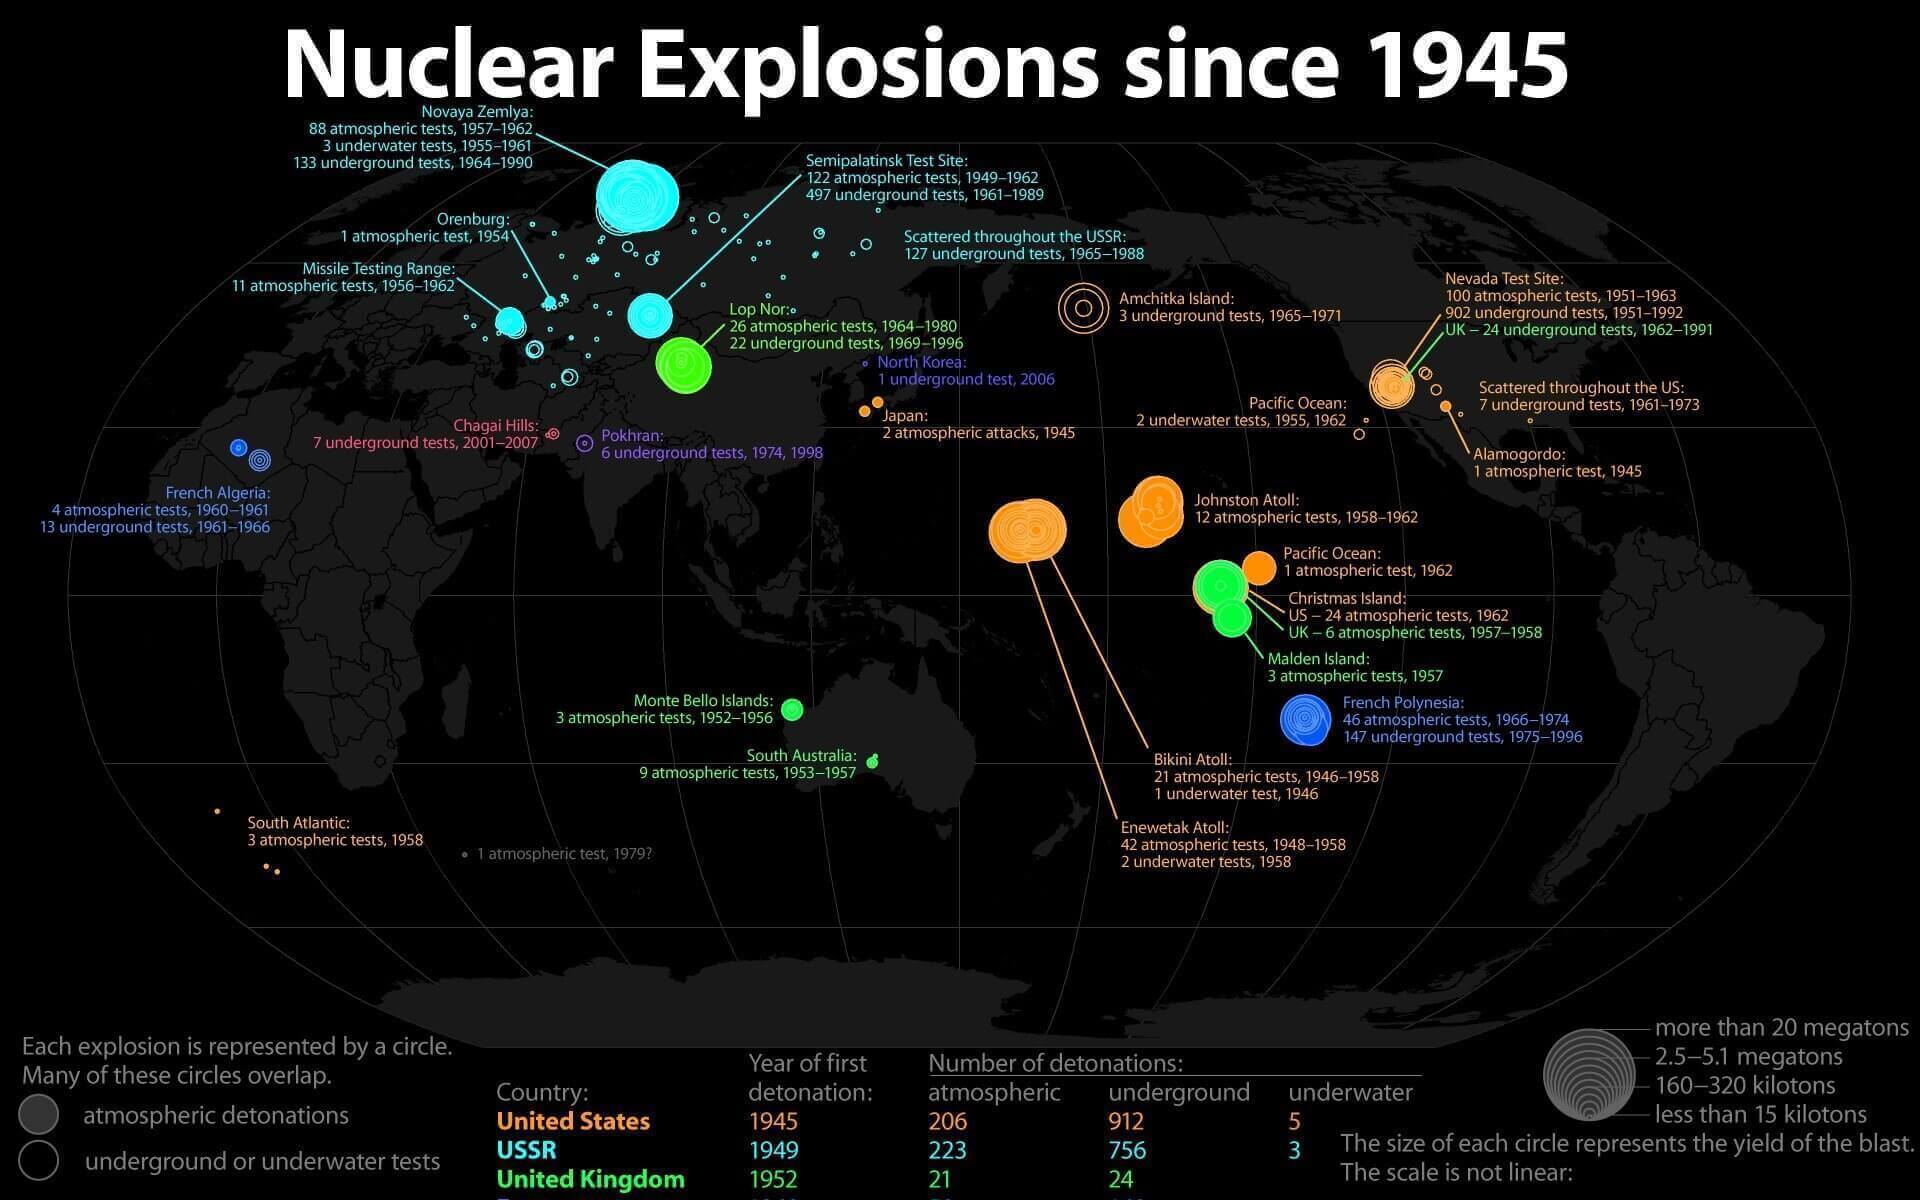 Nuclear Explosions since 1945
Novaya Zemlya:
88 atmospheric tests, 1957–1962
3 underwater tests, 1955–1961
133 underground tests, 1964–1990
Semipalatinsk Test Site:
122 atmospheric tests, 1949–1962
497 underground tests, 1961–1989
Orenburg:
1 atmospheric test, 1954
Scattered throughout the USSR:
127 underground tests, 1965–1988
Missile Testing Range:
11 atmospheric tests, 1956–1962
Lop Nor:
26 atmospheric tests, 1964–1980
22 underground tests, 1969–1996
Amchitka Island:
3 underground tests, 1965–1971
Nevada Test Site:
100 atmospheric tests, 1951–1963
902 underground tests, 1951–1992
UK – 24 underground tests, 1962–1991
North Korea:
1 underground test, 2006
Japan:
2 atmospheric attacks, 1945
Pacific Ocean:
2 underwater tests, 1955, 1962
Scattered throughout the US:
7 underground tests, 1961–1973
Alamogordo:
1 atmospheric test, 1945
Chagai Hills:
7 underground tests, 2001–2007
Pokhran:
6 underground tests, 1974, 1998
French Algeria:
4 atmospheric tests, 1960–1961
13 underground tests, 1961–1966
Johnston Atoll:
12 atmospheric tests, 1958–1962
Pacific Ocean:
1 atmospheric test, 1962
Christmas Island:
US – 24 atmospheric tests, 1962
UK – 6 atmospheric tests, 1957–1958
Malden Island:
3 atmospheric tests, 1957
Monte Bello Islands:
3 atmospheric tests, 1952–1956
South Australia:
9 atmospheric tests, 1953–1957
French Polynesia:
46 atmospheric tests, 1966–1974
147 underground tests, 1975–1996
Bikini Atoll:
21 atmospheric tests, 1946–1958
1 underwater test, 1946
Enewetak Atoll:
42 atmospheric tests, 1948–1958
2 underwater tests, 1958
South Atlantic:
3 atmospheric tests, 1958
1 atmospheric test, 1979?
Each explosion is represented by a circle.
Many of these circles overlap.
atmospheric detonations
underground or underwater tests
Year of first Number of detonations:
Country: detonation: atmospheric underground underwater
United States 1945 206 912 5
USSR 1949 223 756 3
United Kingdom 1952 21 24
more than 20 megatons
2.5–5.1 megatons
160–320 kilotons
less than 15 kilotons
The size of each circle represents the yield of the blast.
The scale is not linear: